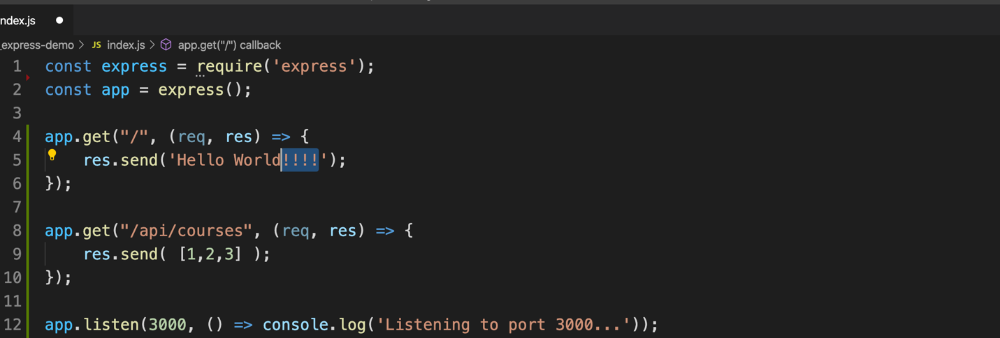 ndex.js
_express-demo > JS index.js > app.get("/") callback
1 const express = require('express');
2 const app = express();
3
4 app.get("/", (req, res) => {
5     res.send('Hello World!!!!');
6 });
7
8 app.get("/api/courses", (req, res) => {
9     res.send( [1,2,3] );
10 });
11
12 app.listen(3000, () => console.log('Listening to port 3000...'));